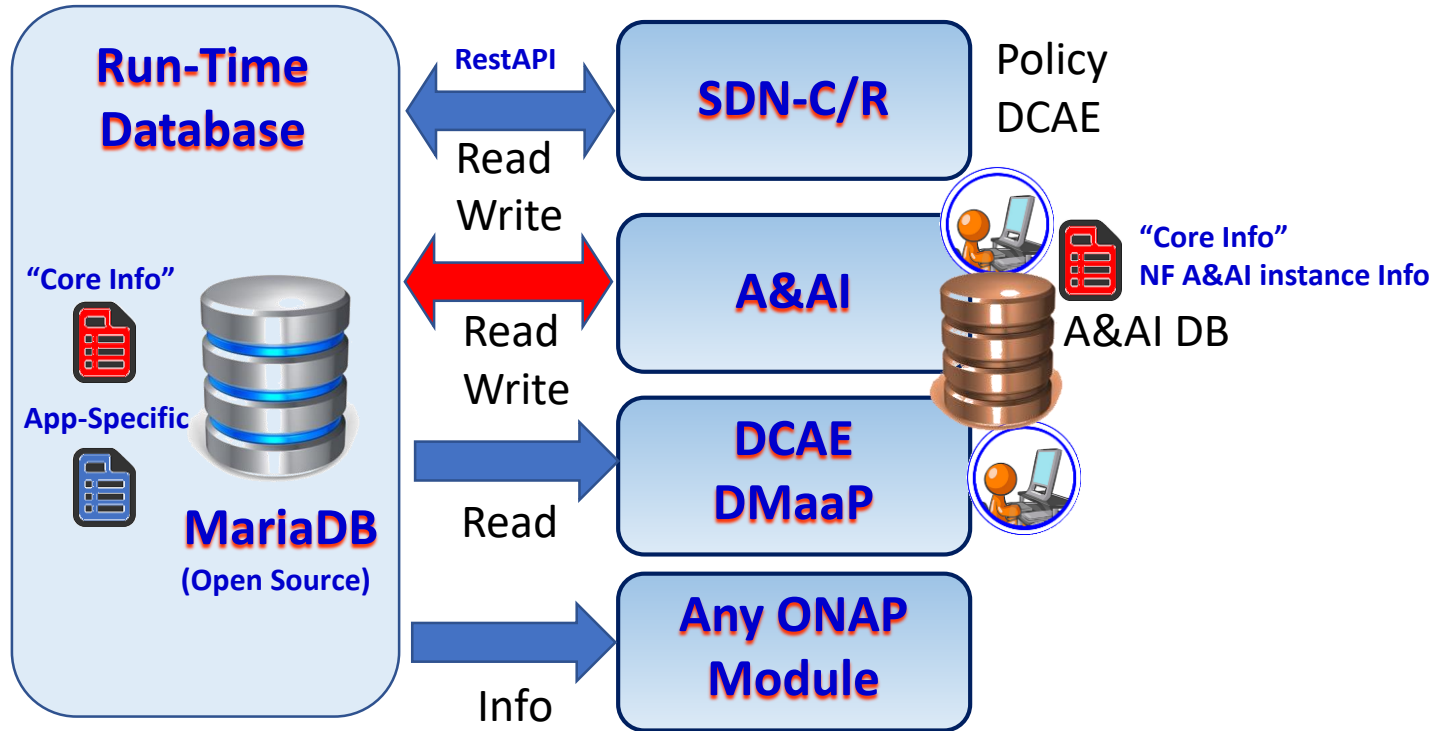 Run-Time
Database
“Core Info”
App-Specific
MariaDB
(Open Source)
RestAPI
Read
Write
Read
Write
Read
Info
SDN-C/R
A&AI
DCAE
DMaaP
Any ONAP
Module
Policy
DCAE
“Core Info”
NF A&AI instance Info
A&AI DB